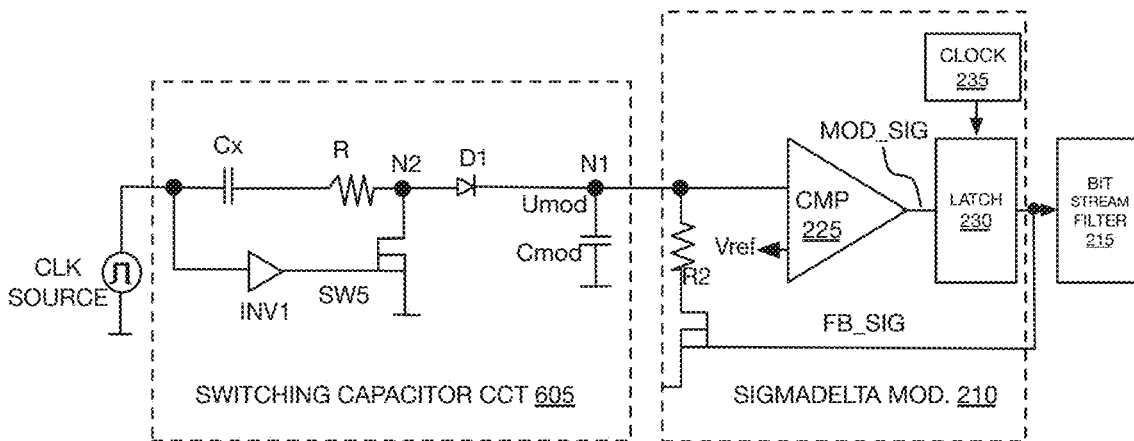 CLOCK
235
MOD_SIG
Cx
R
N2
D1
N1
Umod
Cmod
CMP
225
Vref
R2
LATCH
230
BIT
STREAM
FILTER
215
CLK
SOURCE
INV1
SW5
FB_SIG
SWITCHING CAPACITOR CCT 605
SIGMADELTA MOD. 210